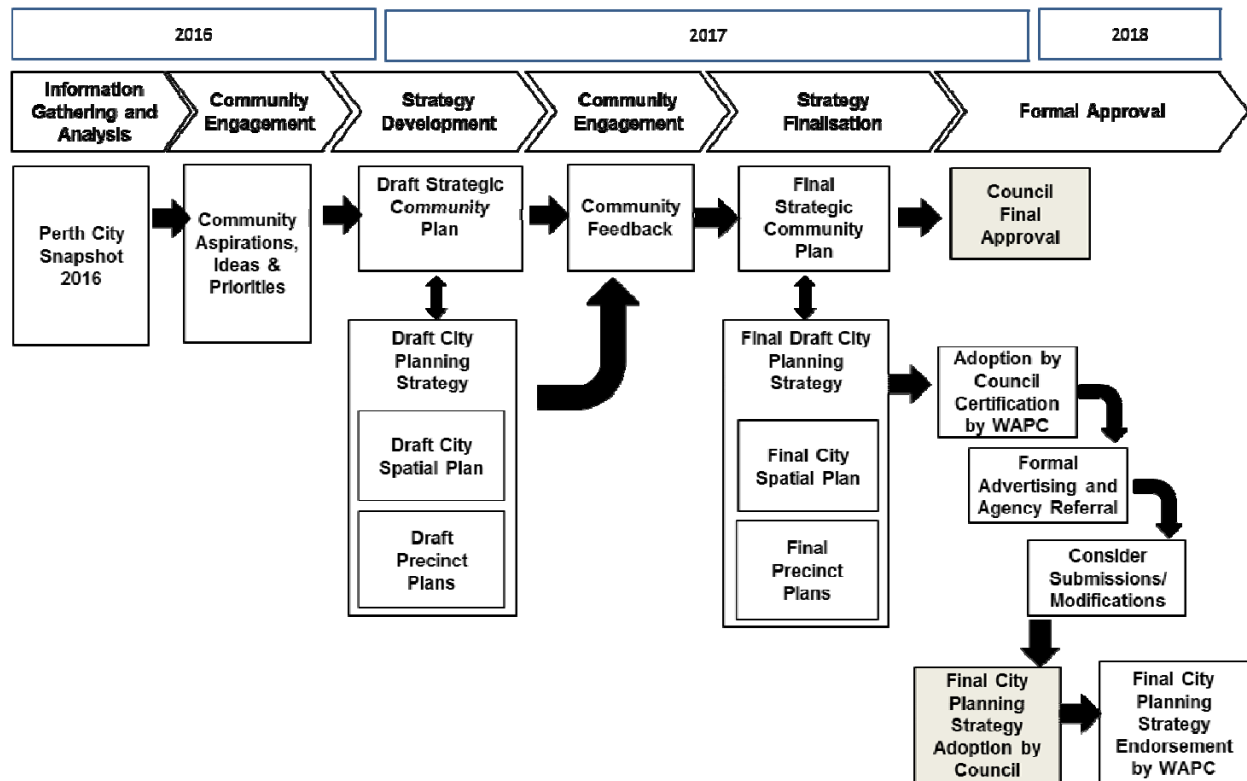 2016
2017
2018
Information
Gathering and
Analysis
Community
Engagement
Strategy
Development
Community
Engagement
Strategy
Finalisation
Formal Approval
Perth City
Snapshot
2016
Community
Aspirations,
Ideas &
Priorities
Draft Strategic
Community
Plan
Community
Feedback
Final
Strategic
Community
Plan
Council
Final
Approval
Draft City
Planning
Strategy
Draft City
Spatial Plan
Draft
Precinct
Plans
Final Draft City
Planning
Strategy
Final City
Spatial Plan
Final
Precinct
Plans
Adoption by
Council
Certification
by WAPC
Formal
Advertising and
Agency Referral
Consider
Submissions/
Modifications
Final City
Planning
Strategy
Adoption by
Council
Final City
Planning
Strategy
Endorsement
by WAPC